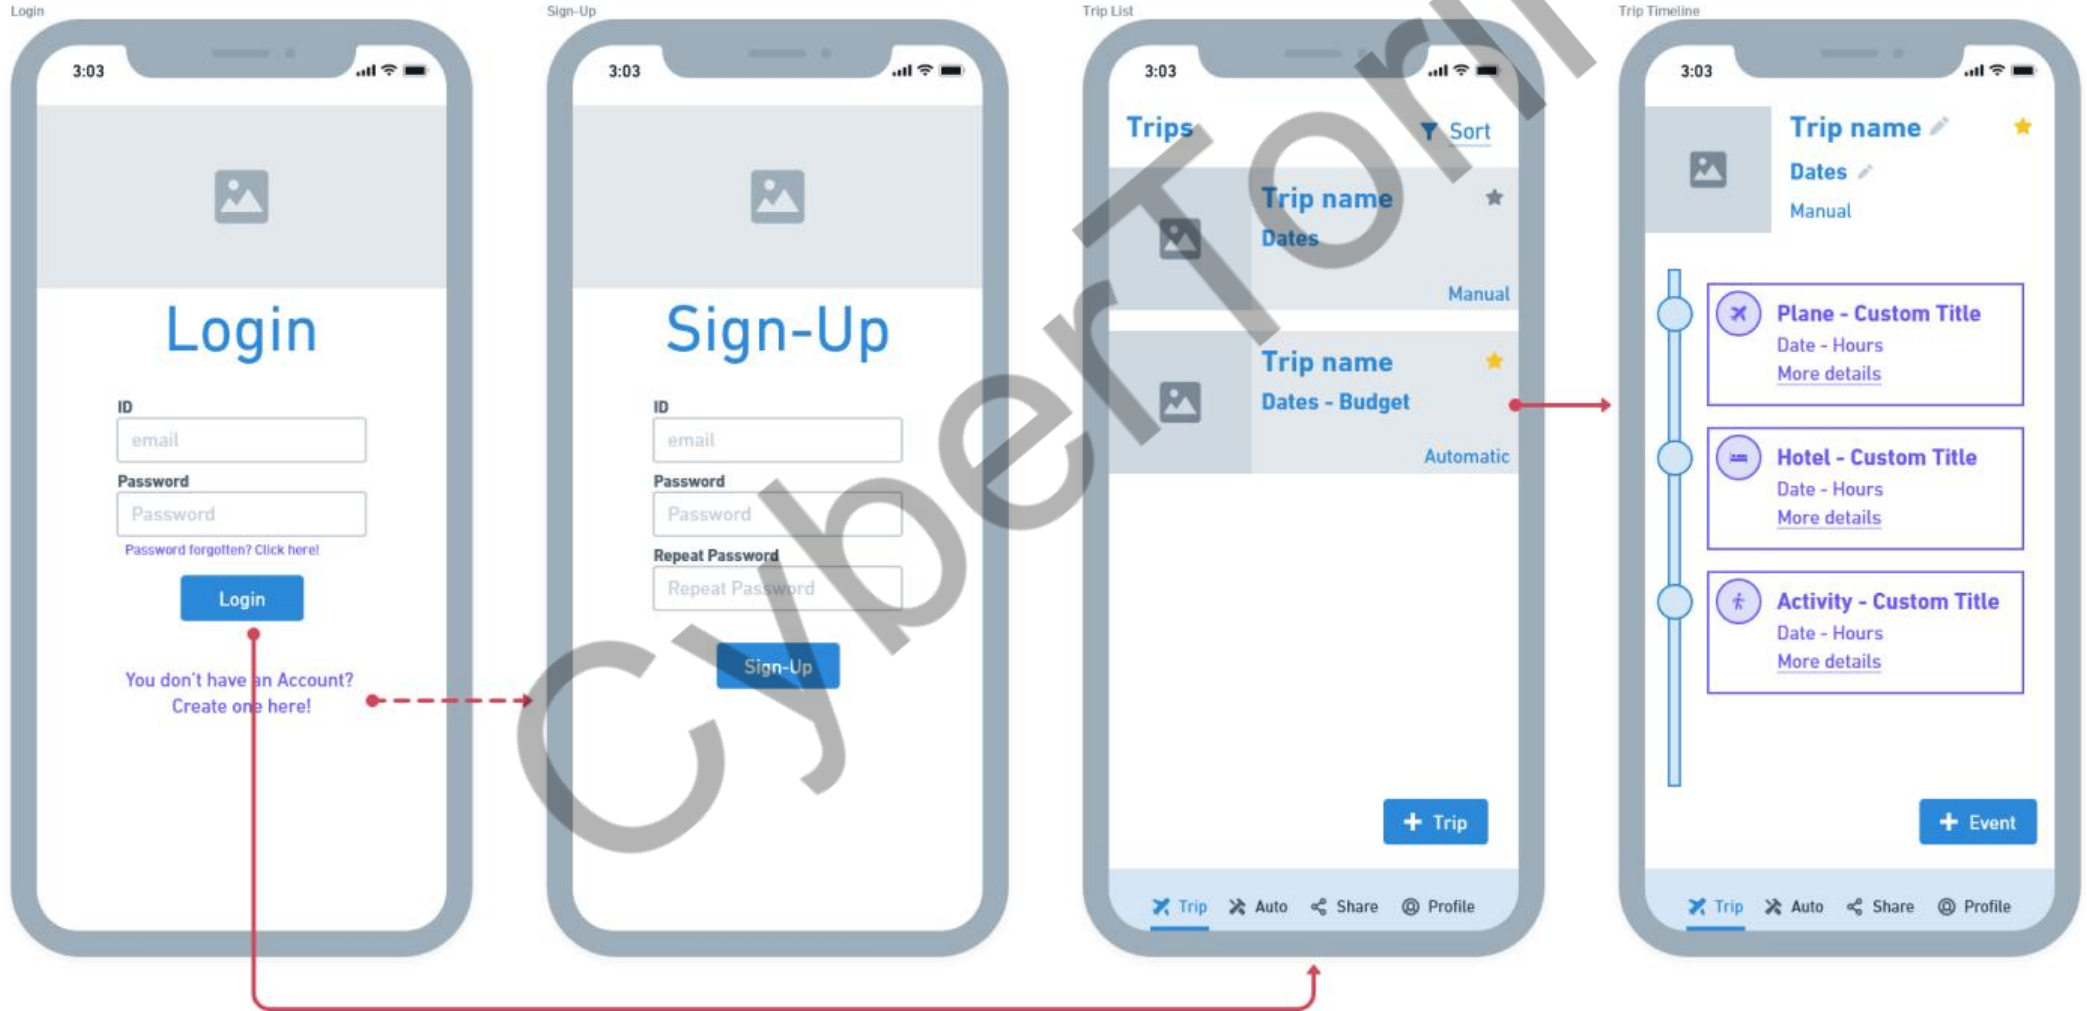 Login
3:03
Login
ID
email
Password
Password
Password forgotten? Click here!
Login
You don't have an Account?
Create one here!
Sign-Up
3:03
Sign-Up
ID
email
Password
Password
Repeat Password
Repeat Password
Sign-Up
Trip List
3:03
Trips
Sort
Trip name
Dates
Manual
Trip name
Dates - Budget
Automatic
+ Trip
Trip
Auto
Share
Profile
Trip Timeline
3:03
Trip name
Dates
Manual
Plane - Custom Title
Date - Hours
More details
Hotel - Custom Title
Date - Hours
More details
Activity - Custom Title
Date - Hours
More details
+ Event
Trip
Auto
Share
Profile